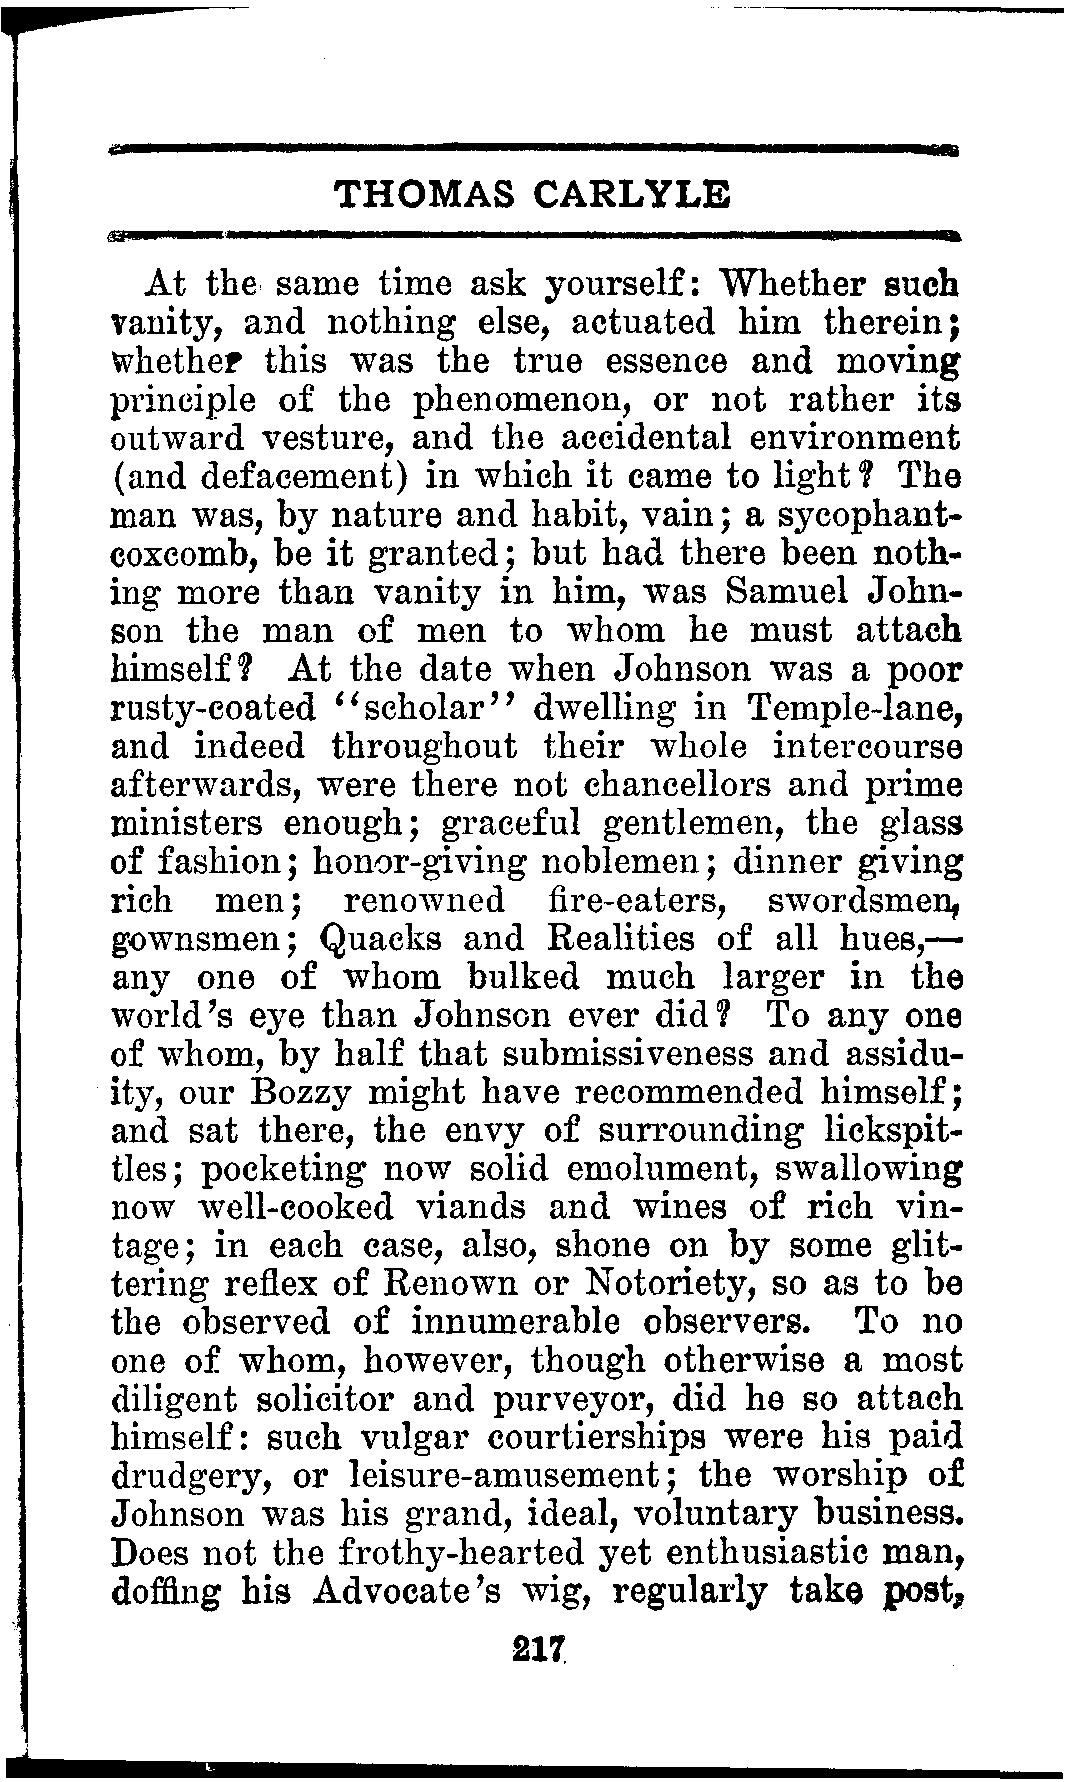 THOMAS CARLYLE
At the same time ask yourself: Whether such
vanity, and nothing else, actuated him therein;
whether this was the true essence and moving
principle of the phenomenon, or not rather its
outward vesture, and the accidental environment
(and defacement) in which it came to light? The
man was, by nature and habit, vain; a sycophant-
coxcomb, be it granted; but had there been noth-
ing more than vanity in him, was Samuel John-
son the man of men to whom he must attach
himself? At the date when Johnson was a poor
rusty-coated "scholar" dwelling in Temple-lane,
and indeed throughout their whole intercourse
afterwards, were there not chancellors and prime
ministers enough; graceful gentlemen, the glass
of fashion; honor-giving noblemen; dinner giving
rich men; renowned fire-eaters, swordsmen,
gownsmen; Quacks and Realities of all hues,—
any one of whom bulked much larger in the
world's eye than Johnson ever did? To any one
of whom, by half that submissiveness and assidu-
ity, our Bozzy might have recommended himself;
and sat there, the envy of surrounding lickspit-
tles; pocketing now solid emolument, swallowing
now well-cooked viands and wines of rich vin-
tage; in each case, also, shone on by some glit-
tering reflex of Renown or Notoriety, so as to be
the observed of innumerable observers. To no
one of whom, however, though otherwise a most
diligent solicitor and purveyor, did he so attach
himself: such vulgar courtierships were his paid
drudgery, or leisure-amusement; the worship of
Johnson was his grand, ideal, voluntary business.
Does not the frothy-hearted yet enthusiastic man,
doffing his Advocate's wig, regularly take post,
217